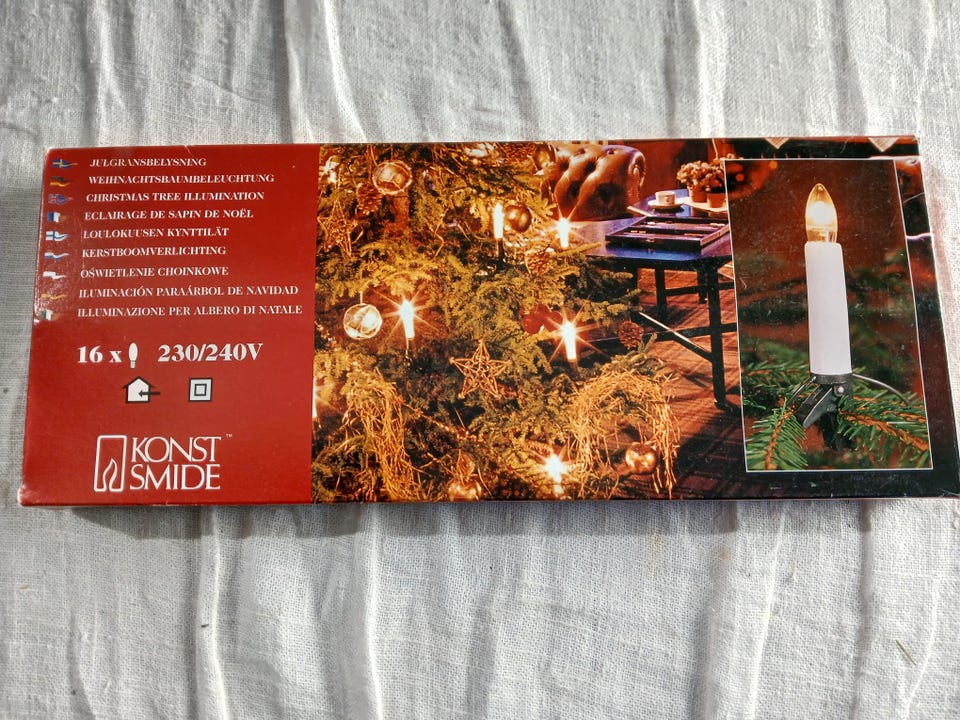 JULGRANSBELYSNING
WEIHNACHTSBAUMBELEUCHTUNG
CHRISTMAS TREE ILLUMINATION
ECLAIRAGE DE SAPIN DE NOËL
LOULOKUUSEN KYNTTILÄT
KERSTBOOMVERLICHTING
OŚWIETLENIE CHOINKOWE
ILUMINACIÓN PARAÁRBOL DE NAVIDAD
ILLUMINAZIONE PER ALBERO DI NATALE
16 x 230/240V
KONST™
SMIDE